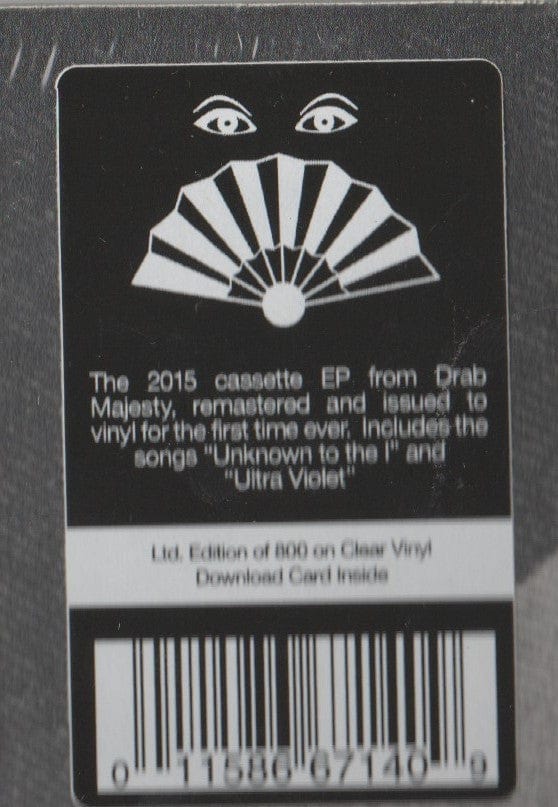 The 2015 cassette EP from Drab
Majesty, remastered and issued to
vinyl for the first time ever. Includes the
songs "Unknown to the I" and
"Ultra Violet"
Ltd. Edition of 800 on Clear Vinyl
Download Card Inside
0 11586 67140 9